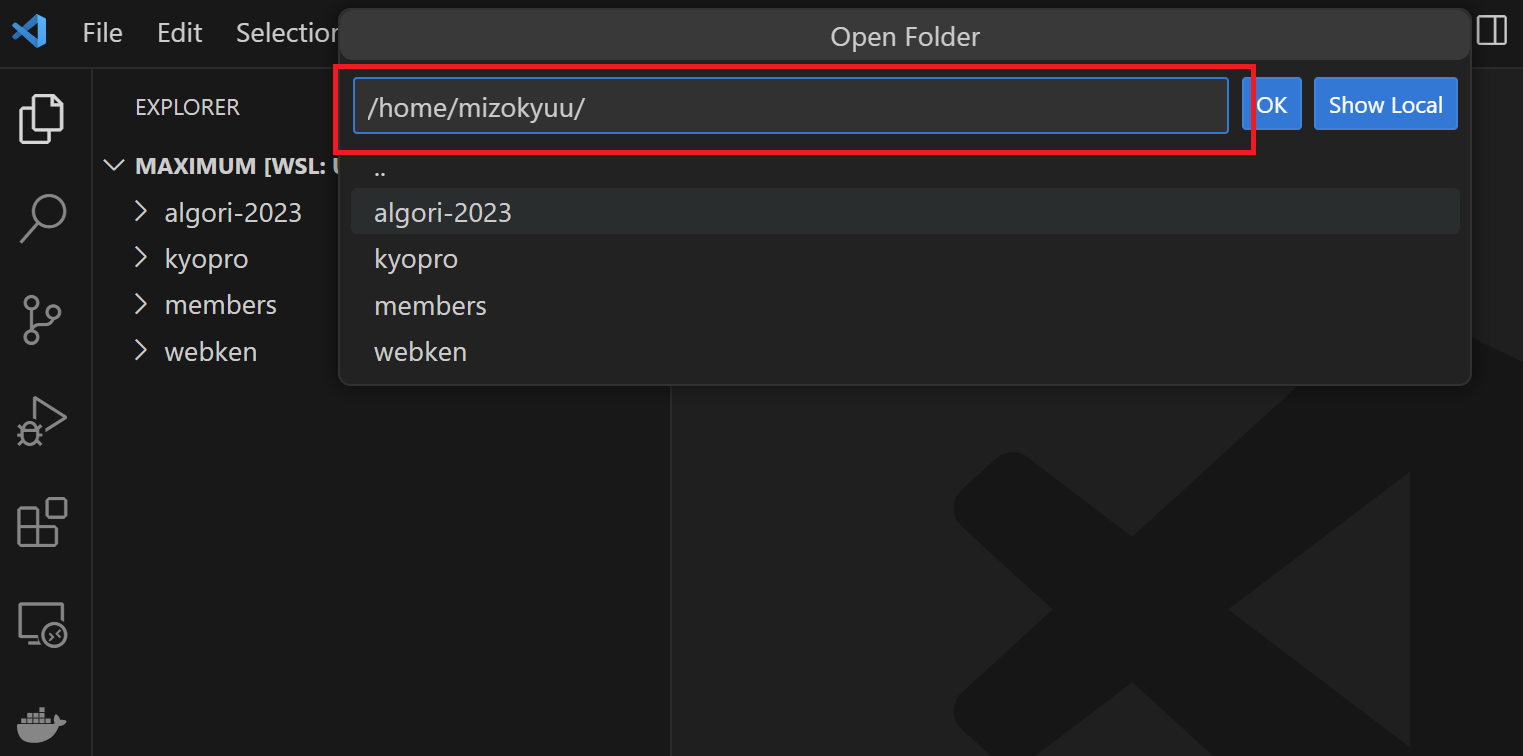 File Edit Selection
Open Folder
/home/mizokyuu/
OK
Show Local
..
algori-2023
kyopro
members
webken
EXPLORER
MAXIMUM [WSL:
algori-2023
kyopro
members
webken